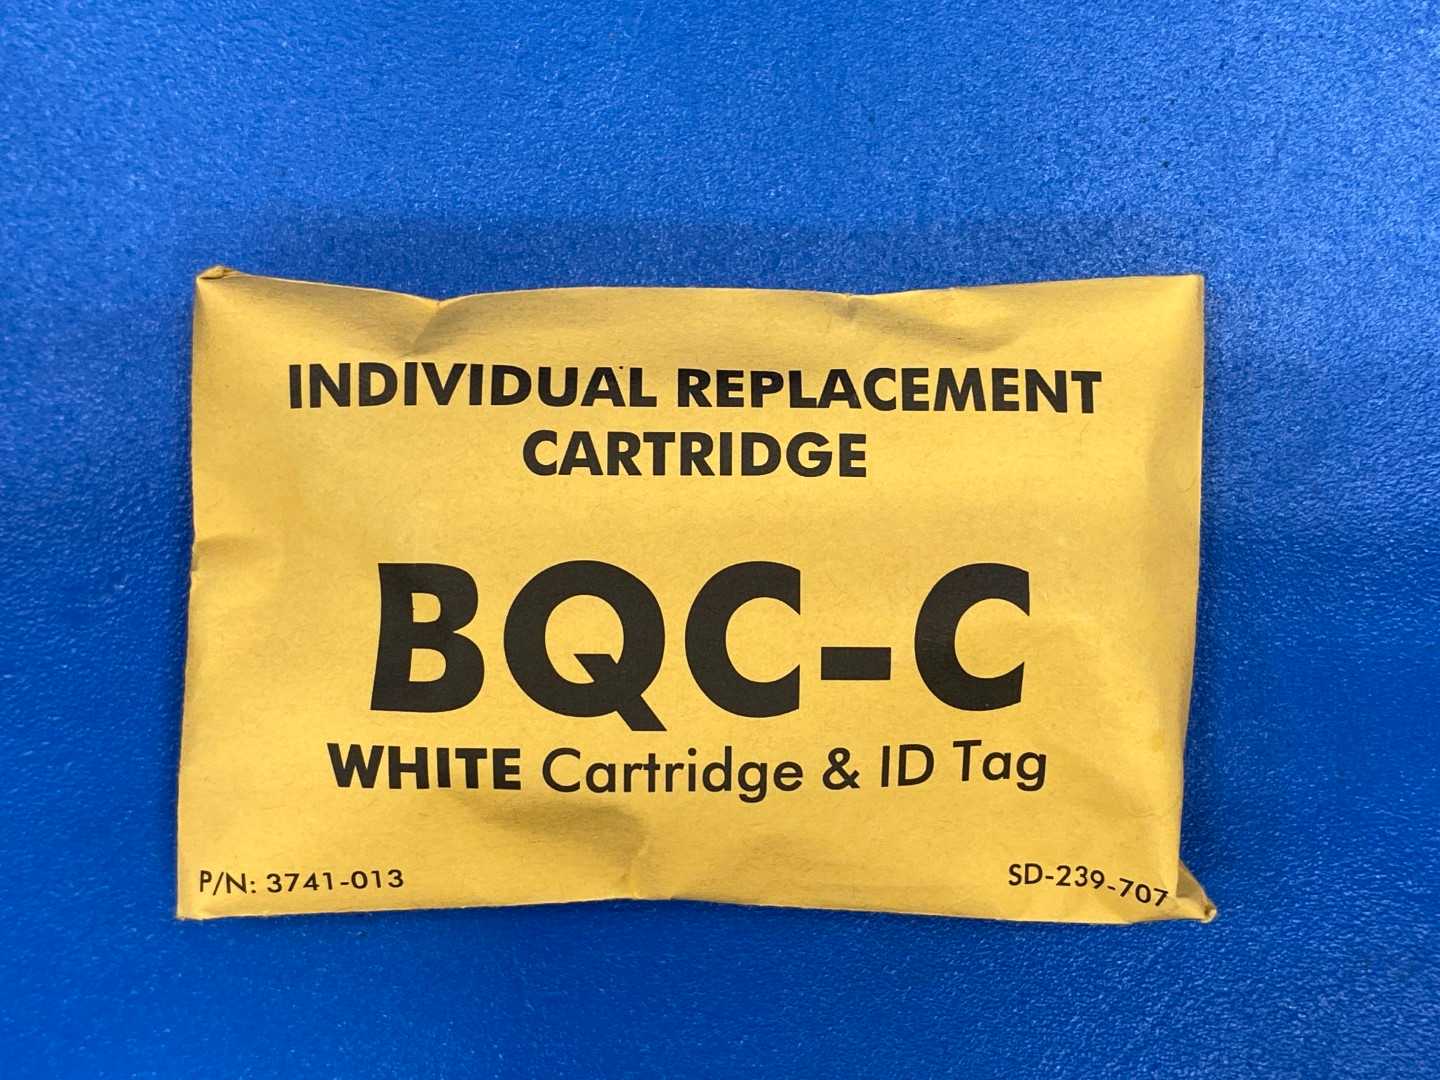 INDIVIDUAL REPLACEMENT
CARTRIDGE
BQC-C
WHITE Cartridge & ID Tag
P/N: 3741-013
SD-239-707